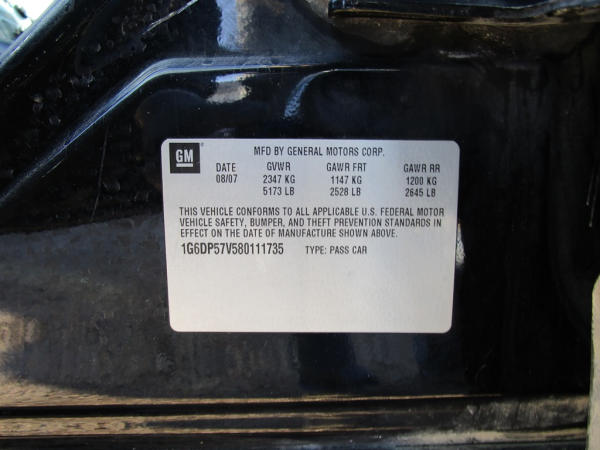 GM
MFD BY GENERAL MOTORS CORP.
DATE GVWR GAWR FRT GAWR RR
08/07 2347 KG 1147 KG 1200 KG
5173 LB 2528 LB 2645 LB
THIS VEHICLE CONFORMS TO ALL APPLICABLE U.S. FEDERAL MOTOR
VEHICLE SAFETY, BUMPER, AND THEFT PREVENTION STANDARDS IN
EFFECT ON THE DATE OF MANUFACTURE SHOWN ABOVE.
1G6DP57V580111735 TYPE: PASS CAR